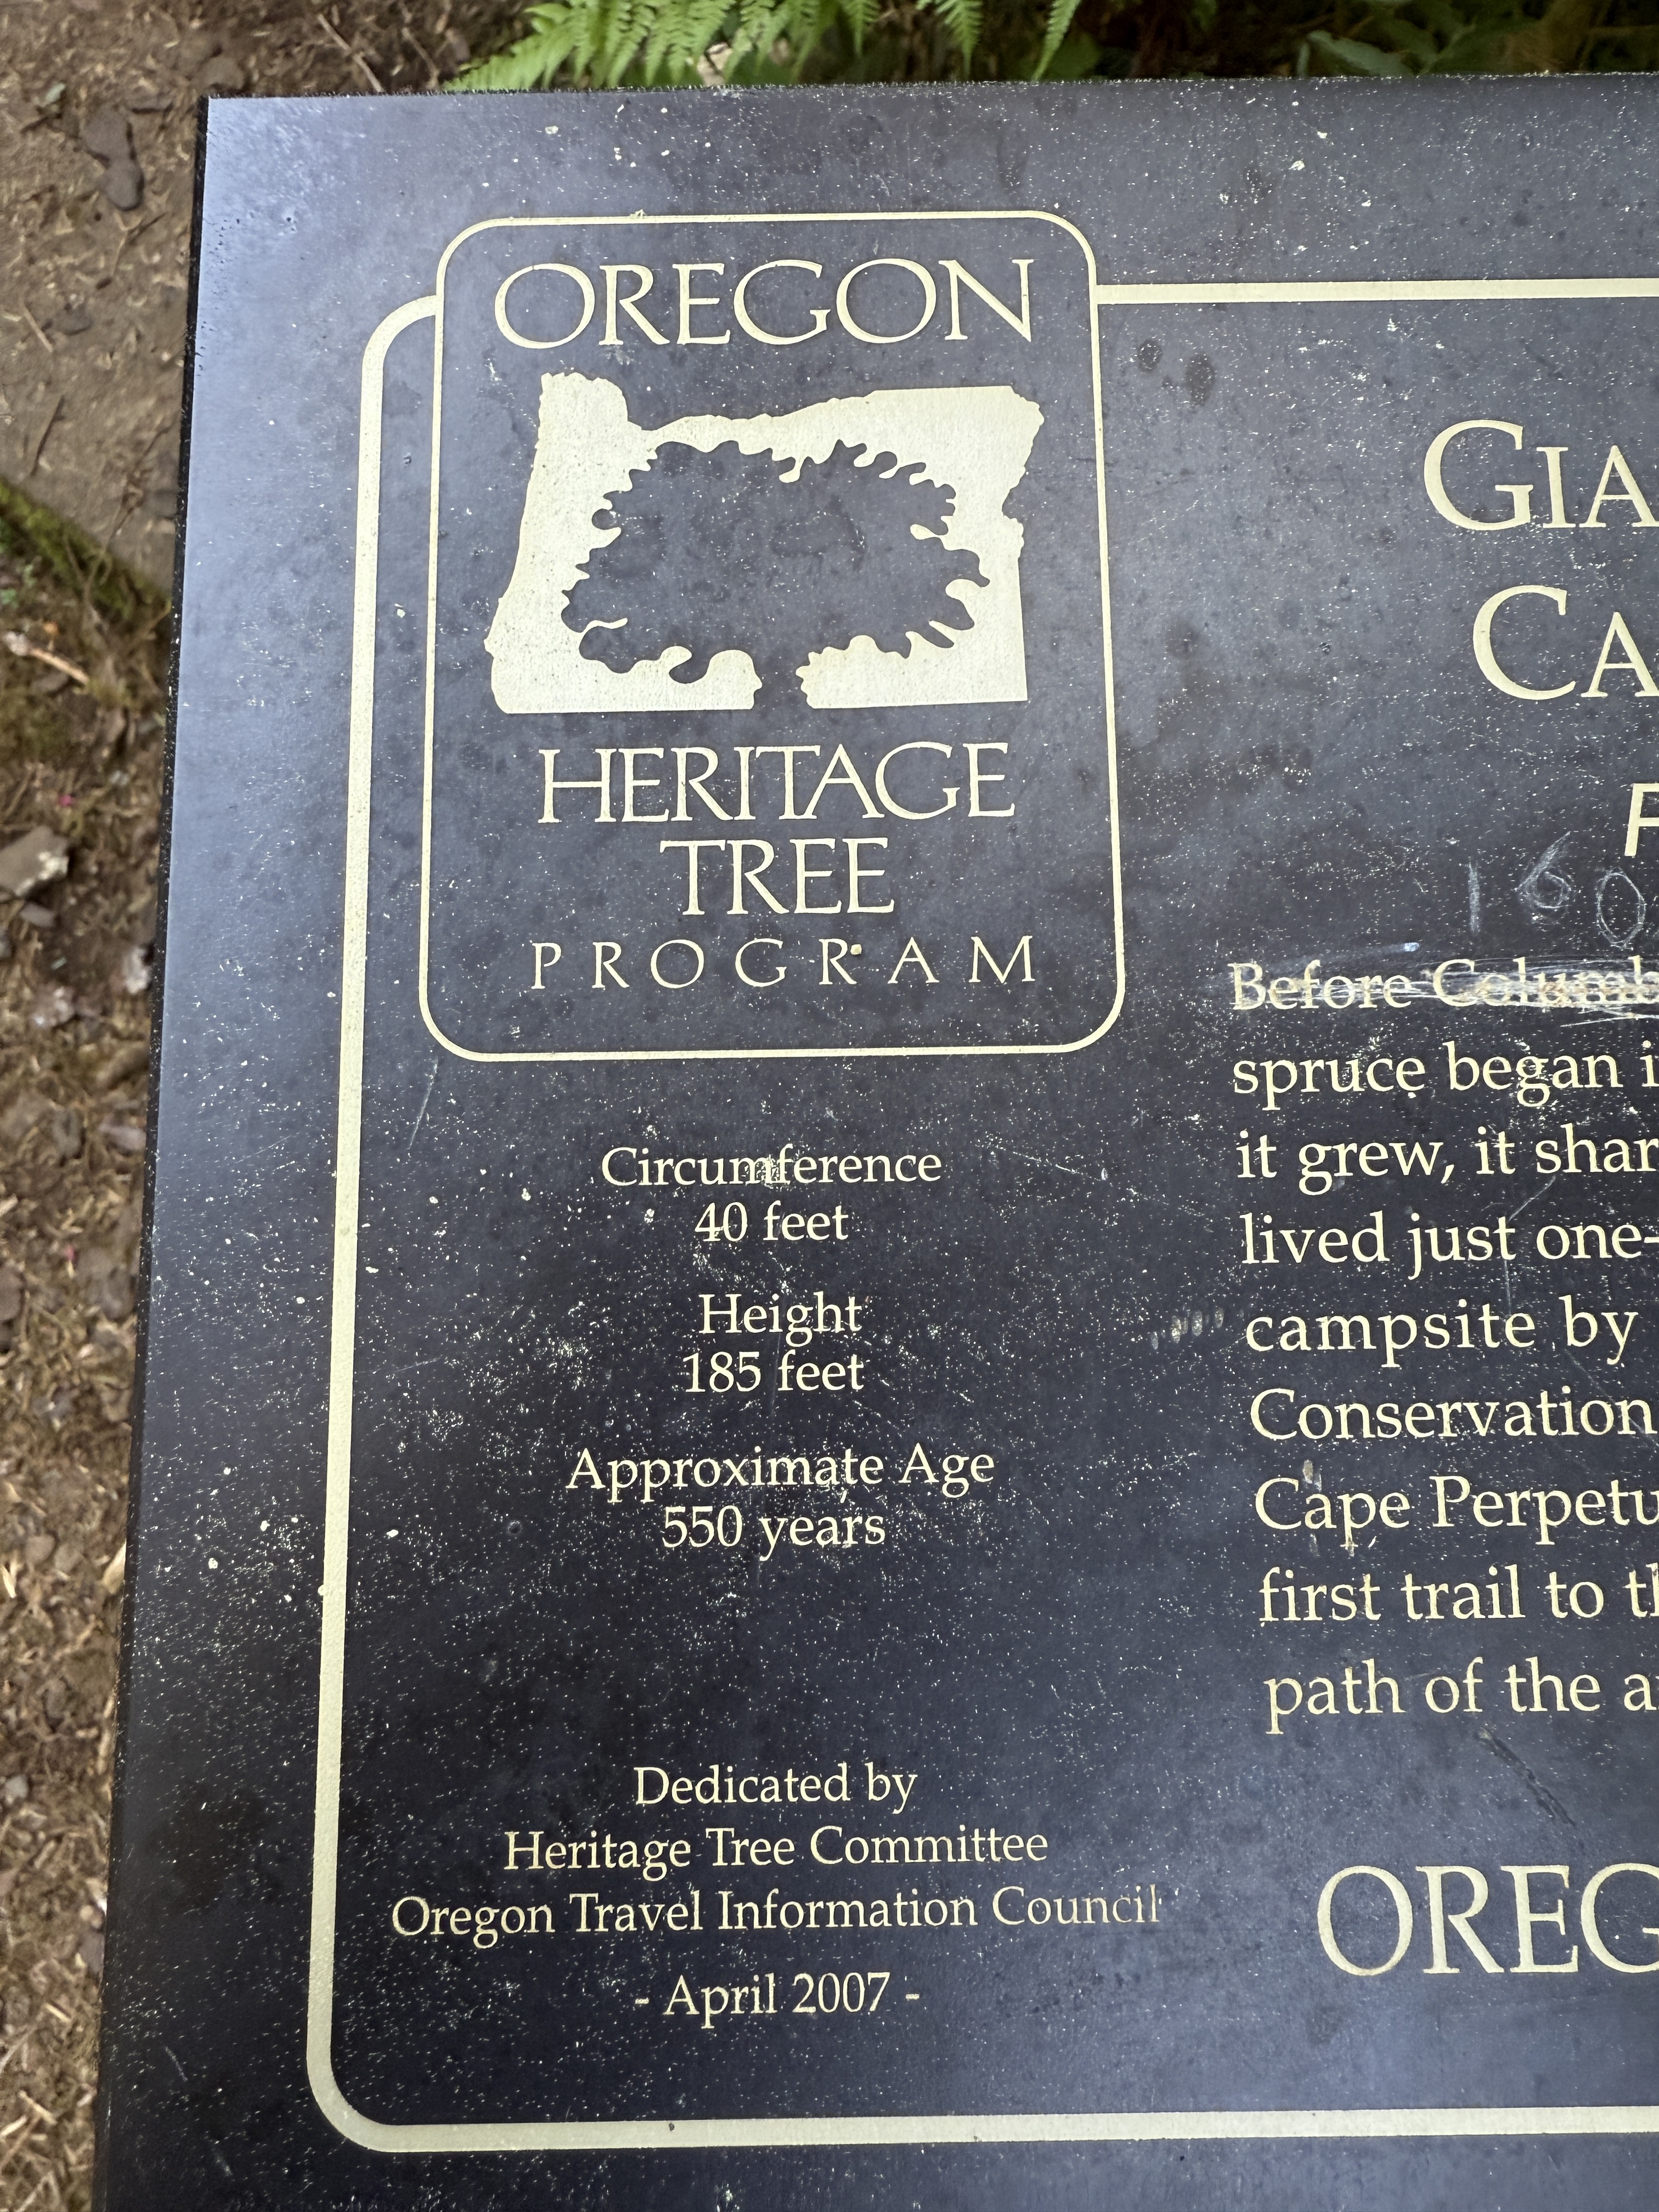 OREGON
HERITAGE
TREE
PROGRAM
Circumference
40 feet
Height
185 feet
Approximate Age
550 years
Dedicated by
Heritage Tree Committee
Oregon Travel Information Council
- April 2007 -
GIA
CA
P
160
Before Columb
spruce began i
it grew, it shar
lived just one-
campsite by
Conservation
Cape Perpetu
first trail to th
path of the a
OREG